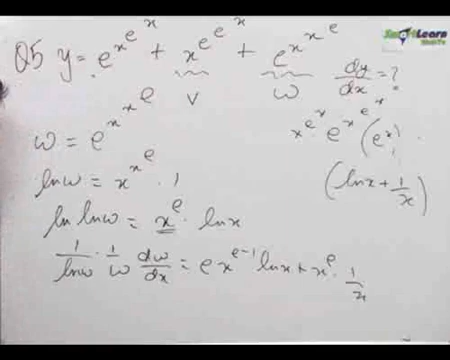 Q5 y = e^{x^{e^x}} + x^{e^{e^x}} + e^{x^{x^e}} dy/dx = ?
v w
w = e^{x^{x^e}} x^{e^x} e^{x^{e^x}} (e^x)
ln w = x^{x^e} · 1 (ln x + 1/x)
ln ln w = x^e · ln x
1/ln w · 1/w dw/dx = e x^{e-1} ln x + x^e · 1/x